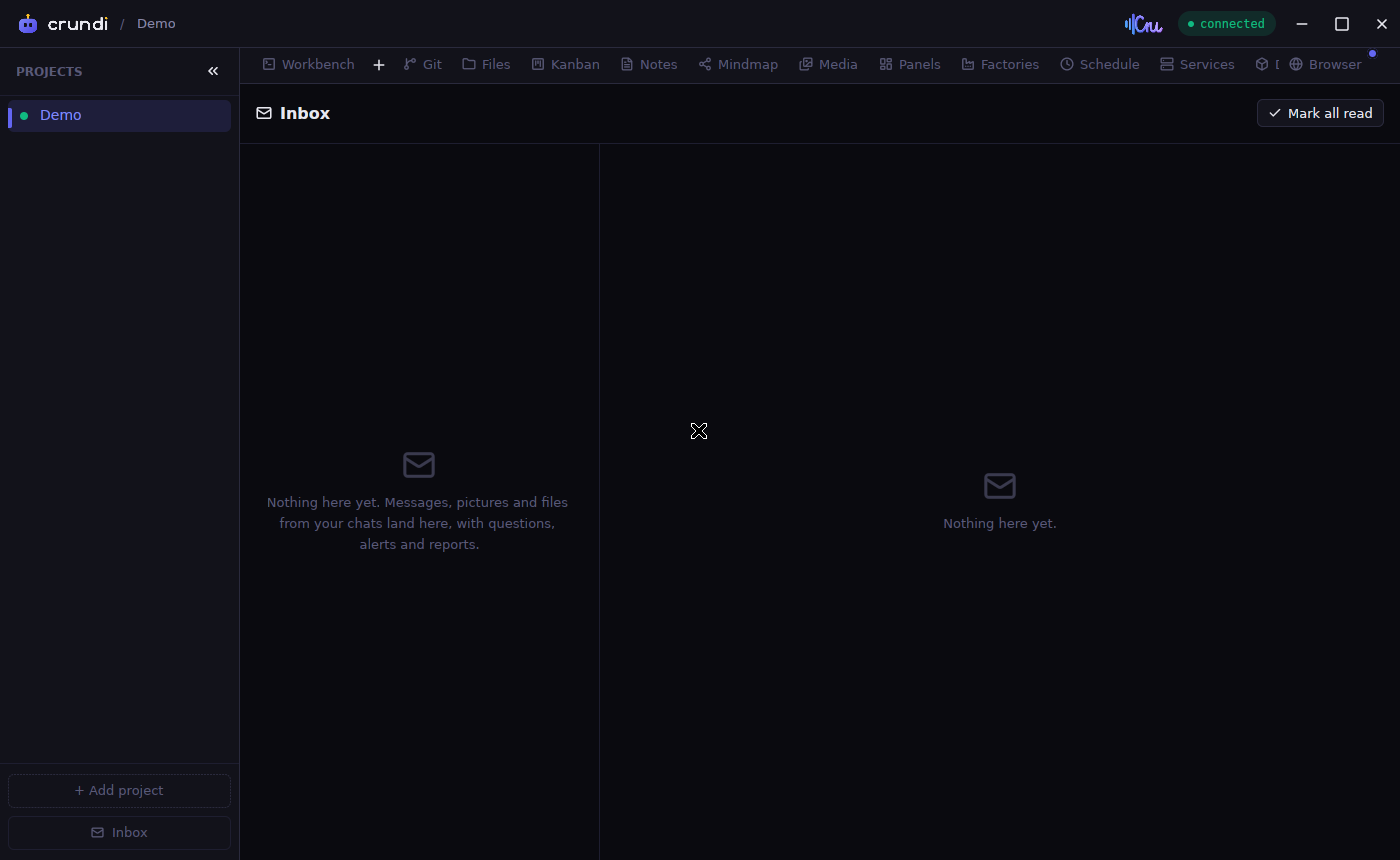 crundi / Demo
Cru
connected
PROJECTS
Workbench
Git
Files
Kanban
Notes
Mindmap
Media
Panels
Factories
Schedule
Services
Browser
Demo
Inbox
Mark all read
Nothing here yet. Messages, pictures and files
from your chats land here, with questions,
alerts and reports.
Nothing here yet.
+ Add project
Inbox